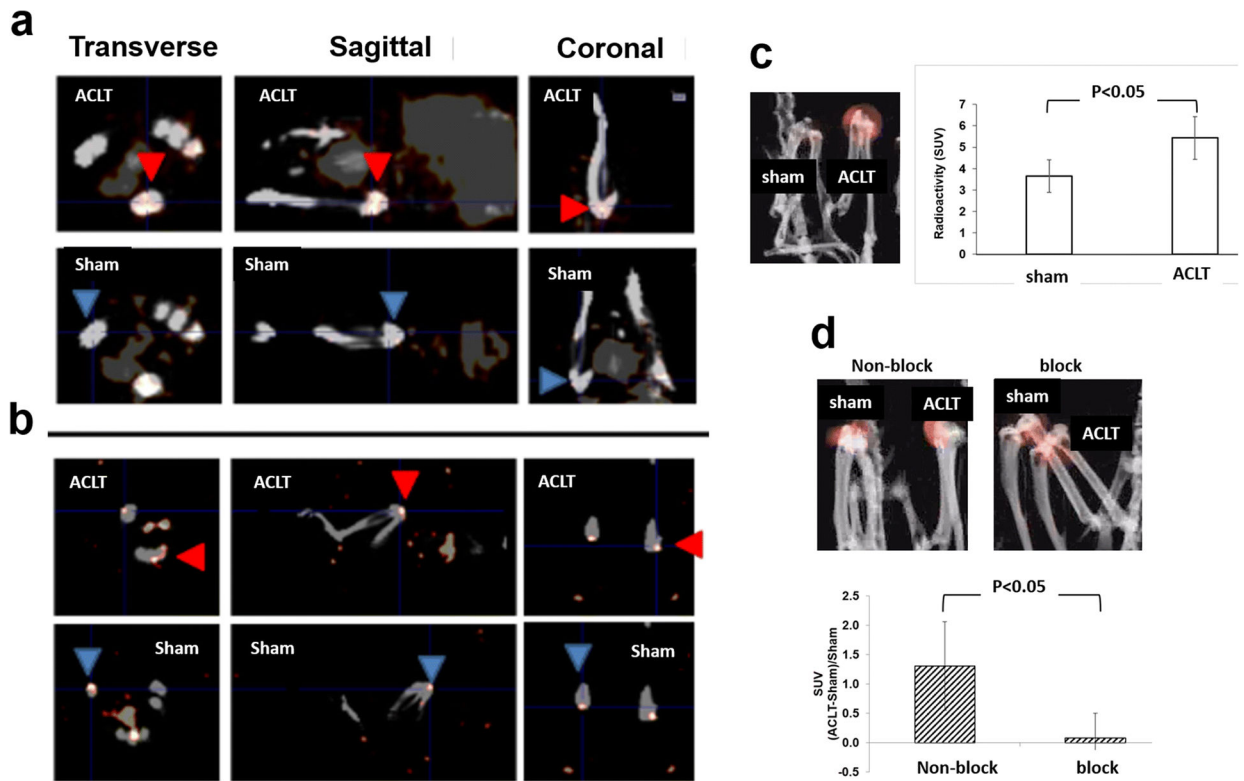 a
Transverse Sagittal Coronal
ACLT ACLT ACLT
Sham Sham Sham
b
ACLT ACLT ACLT
Sham Sham Sham
c
sham ACLT
P<0.05
Radioactivity (SUV)
7
6
5
4
3
2
1
0
sham ACLT
d
Non-block block
sham ACLT sham ACLT
P<0.05
SUV
(ACLT-Sham)/Sham
2.5
2.0
1.5
1.0
0.5
0.0
-0.5
Non-block block